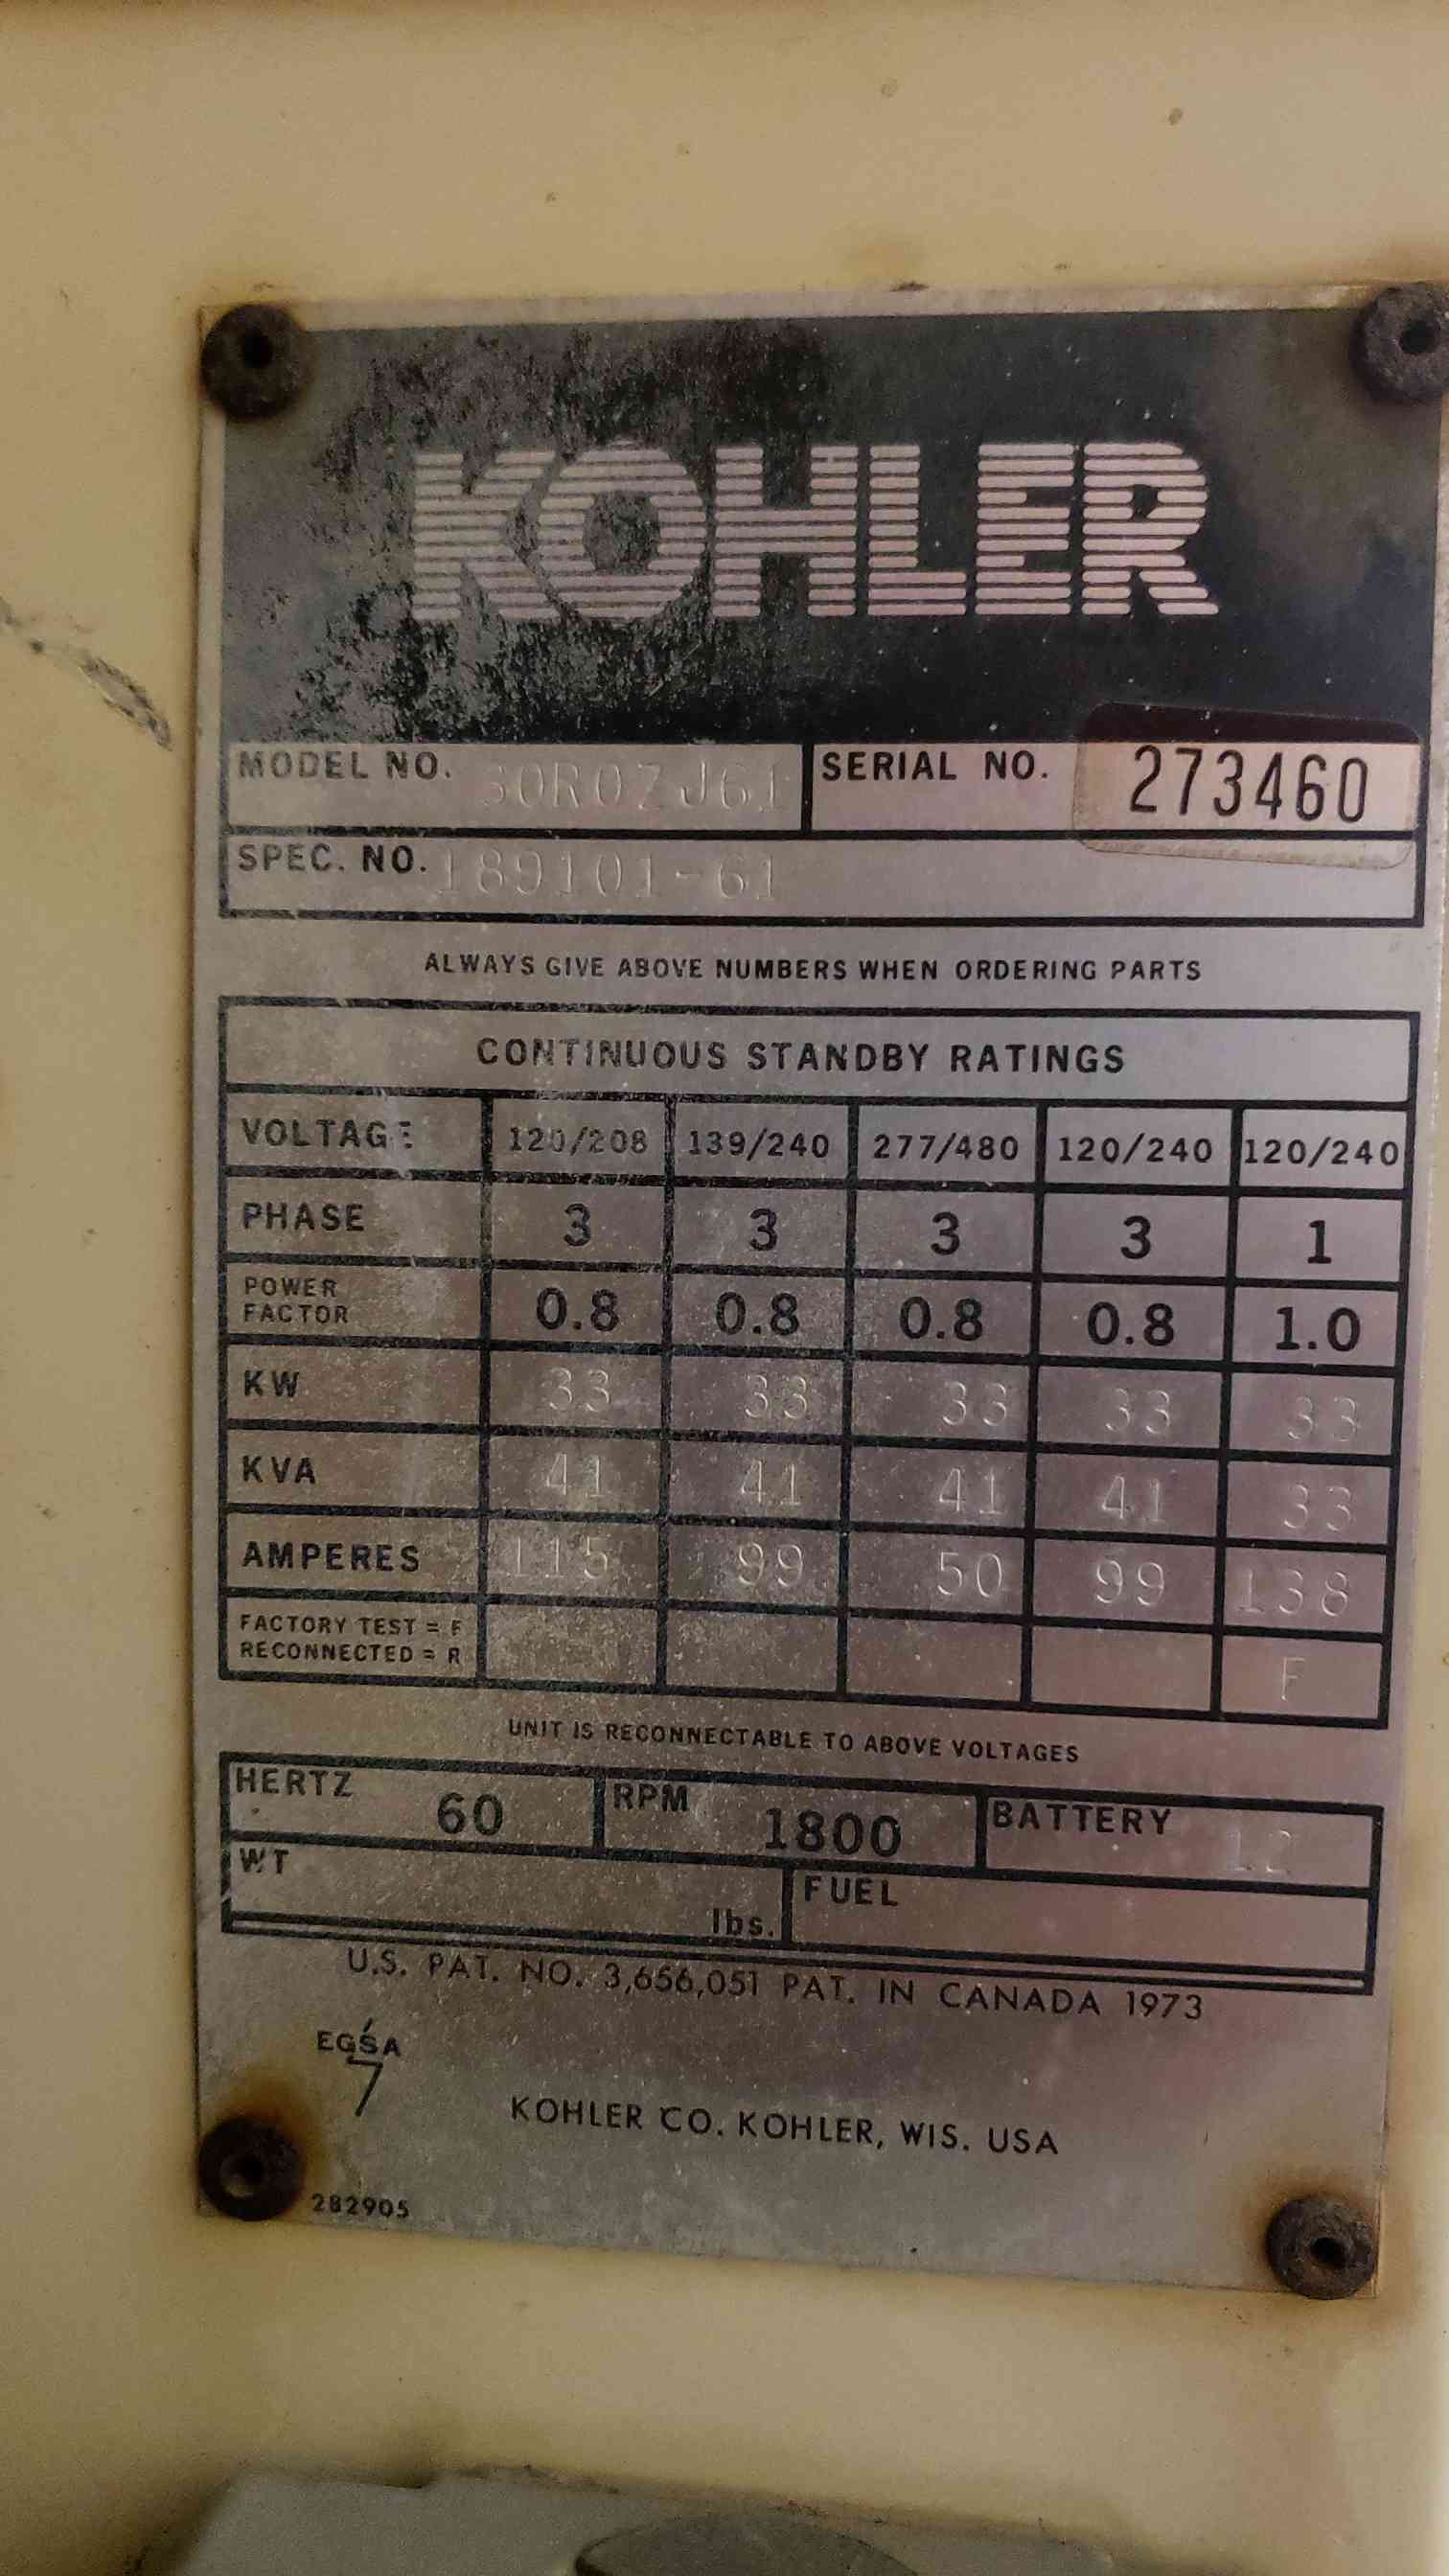 KOHLER
MODEL NO. 30R0ZJ61 SERIAL NO. 273460
SPEC. NO. 189101-61
ALWAYS GIVE ABOVE NUMBERS WHEN ORDERING PARTS
CONTINUOUS STANDBY RATINGS
VOLTAGE 120/208 139/240 277/480 120/240 120/240
PHASE 3 3 3 3 1
POWER FACTOR 0.8 0.8 0.8 0.8 1.0
KW 33 33 33 33 33
KVA 41 41 41 41 33
AMPERES 115 99 50 99 138
FACTORY TEST = F
RECONNECTED = R F
UNIT IS RECONNECTABLE TO ABOVE VOLTAGES
HERTZ 60 RPM 1800 BATTERY 12
WT lbs. FUEL
U.S. PAT. NO. 3,656,051 PAT. IN CANADA 1973
EGSA
7
KOHLER CO. KOHLER, WIS. USA
282905